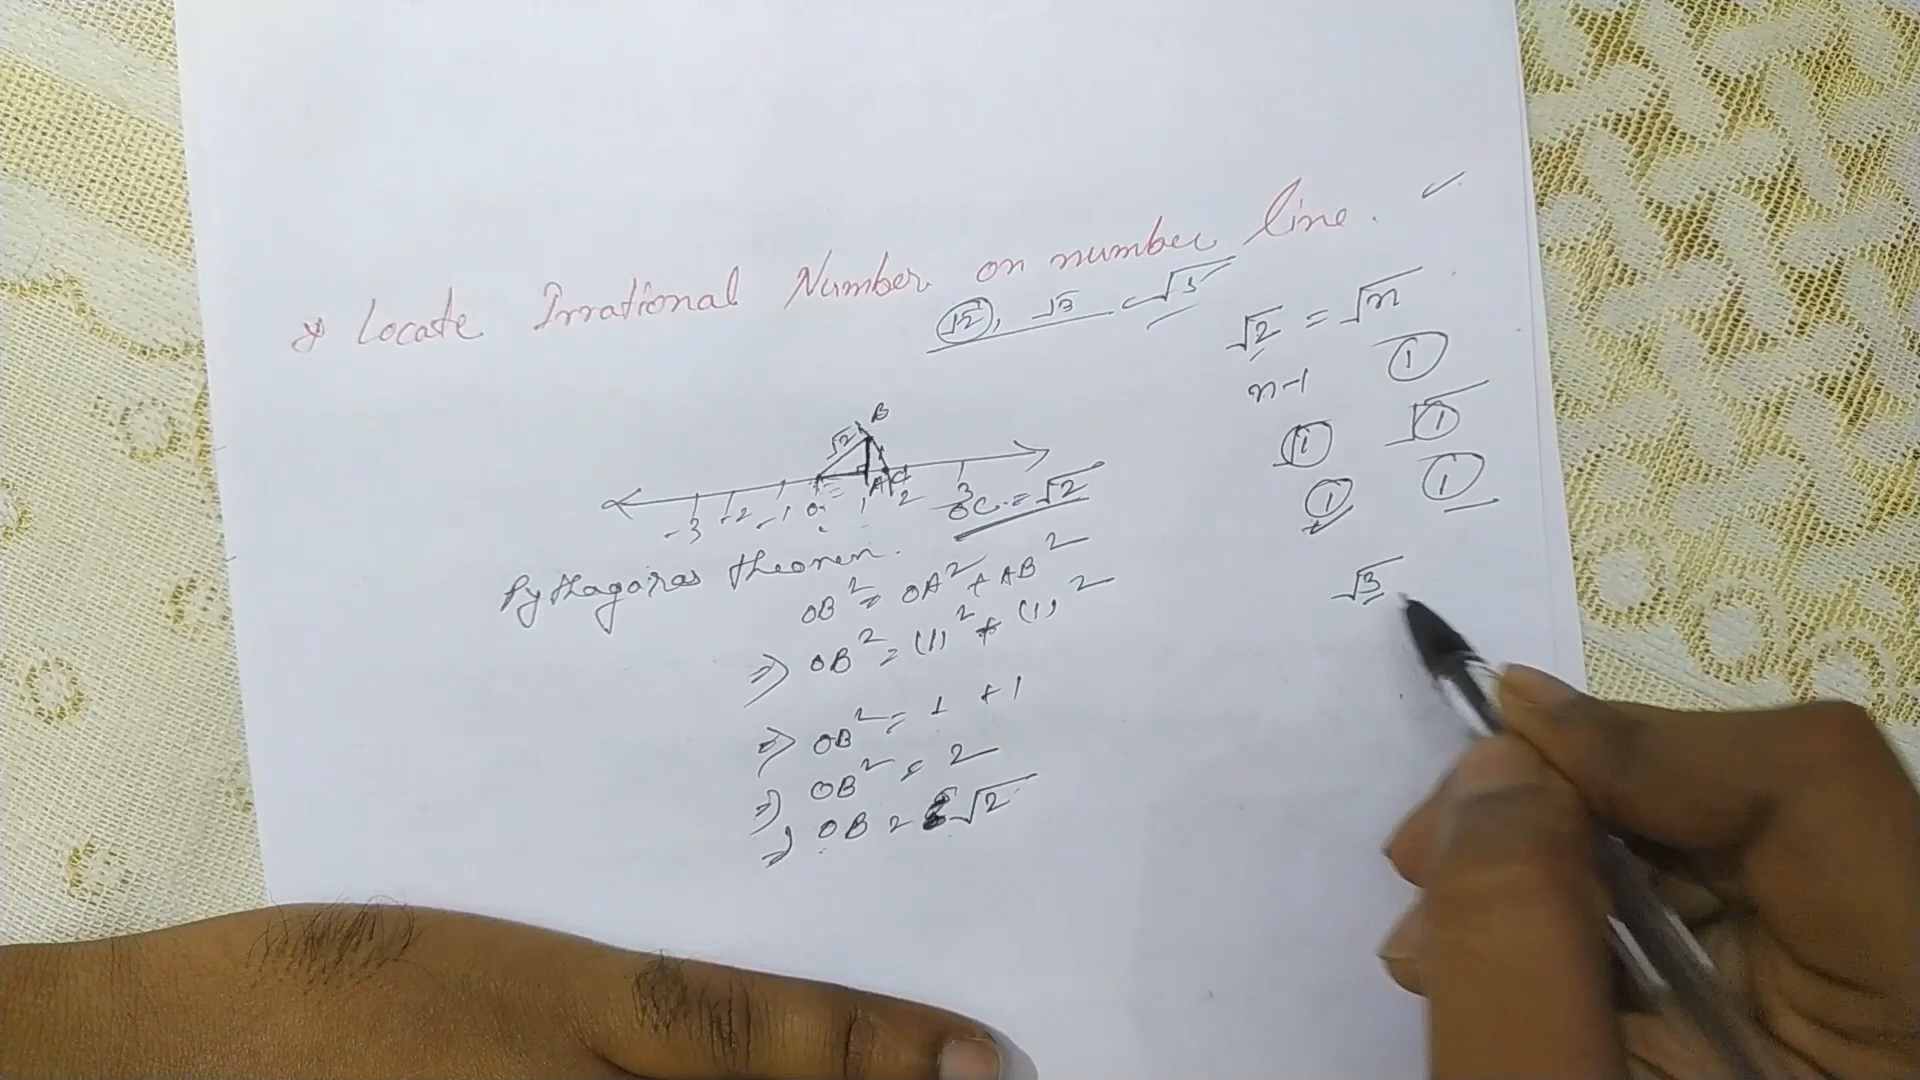 * Locate Irrational Number on number line. ✓
√2, √3 √5
√2 = √n
n-1 1
1 √1
1 1
B
√2
A C
-3 -2 -1 0 1 2 3
OC = √2
Pythagoras theoren.
OB² = OA² + AB²
⇒ OB² = (1)² + (1)²
⇒ OB² = 1 + 1
⇒ OB² = 2
⇒ OB = √2
√3